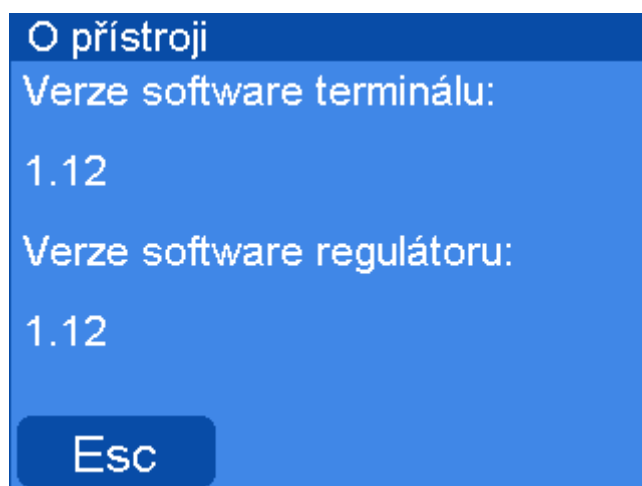 O přístroji
Verze software terminálu:
1.12
Verze software regulátoru:
1.12
Esc